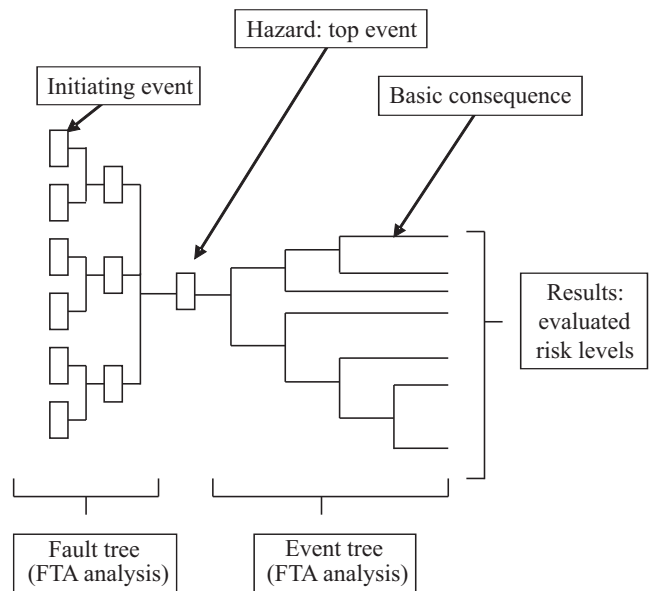 Hazard: top event
Initiating event
Basic consequence
Results:
evaluated
risk levels
Fault tree
(FTA analysis)
Event tree
(FTA analysis)